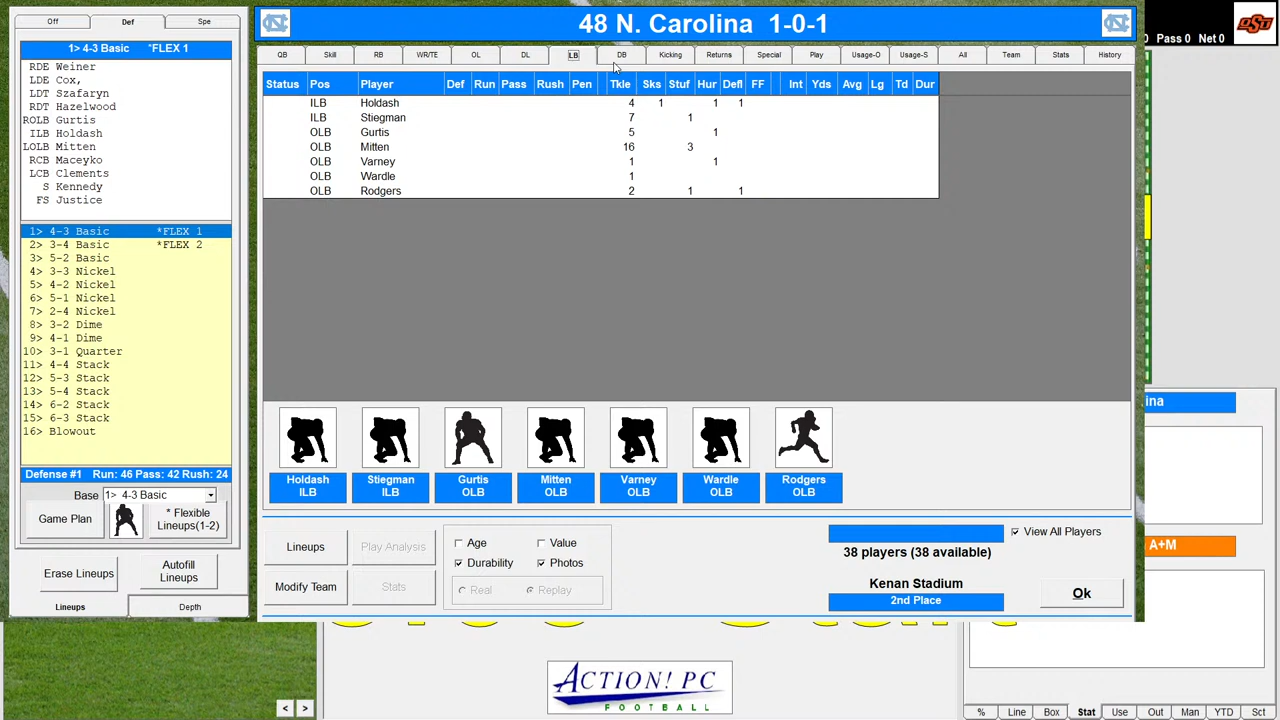 Off Def Spe
1> 4-3 Basic *FLEX 1
RDE Weiner
LDE Cox,
LDT Szafaryn
RDT Hazelwood
ROLB Gurtis
ILB Holdash
LOLB Mitten
RCB Maceyko
LCB Clements
S Kennedy
FS Justice
1> 4-3 Basic *FLEX 1
2> 3-4 Basic *FLEX 2
3> 5-2 Basic
4> 3-3 Nickel
5> 4-2 Nickel
6> 5-1 Nickel
7> 2-4 Nickel
8> 3-2 Dime
9> 4-1 Dime
10> 3-1 Quarter
11> 4-4 Stack
12> 5-3 Stack
13> 5-4 Stack
14> 6-2 Stack
15> 6-3 Stack
16> Blowout
Defense #1 Run: 46 Pass: 42 Rush: 24
Base 1> 4-3 Basic
Game Plan
* Flexible
Lineups(1-2)
Erase Lineups
Autofill
Lineups
Lineups Depth
48 N. Carolina 1-0-1
QB Skill RB WR/TE OL DL LB DB Kicking Returns Special Play Usage-O Usage-S All Team Stats History
Status Pos Player Def Run Pass Rush Pen Tkle Sks Stuf Hur Defl FF Int Yds Avg Lg Td Dur
ILB Holdash 4 1 1 1
ILB Stiegman 7 1
OLB Gurtis 5 1
OLB Mitten 16 3
OLB Varney 1 1
OLB Wardle 1
OLB Rodgers 2 1 1
Holdash
ILB
Stiegman
ILB
Gurtis
OLB
Mitten
OLB
Varney
OLB
Wardle
OLB
Rodgers
OLB
Lineups
Play Analysis
Modify Team
Stats
Age
Value
Durability
Photos
Real
Replay
View All Players
38 players (38 available)
Kenan Stadium
2nd Place
Ok
Pass 0 Net 0
OSU
ina
A+M
ACTION! PC
FOOTBALL
< >
% Line Box Stat Use Out Man YTD Sct